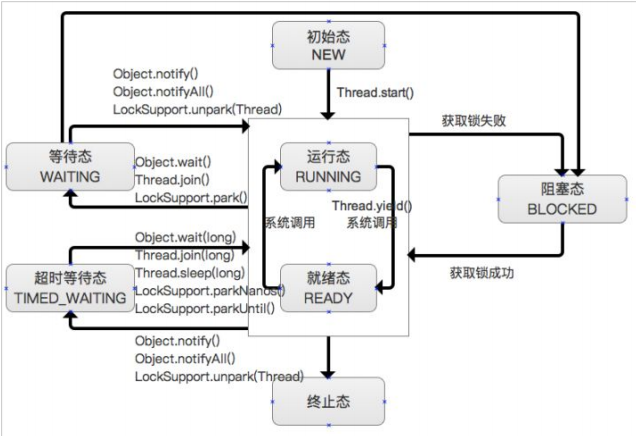 初始态
NEW
Object.notify()
Object.notifyAll()
LockSupport.unpark(Thread)
Thread.start()
获取锁失败
等待态
WAITING
Object.wait()
Thread.join()
LockSupport.park()
运行态
RUNNING
Thread.yield()
系统调用
系统调用
阻塞态
BLOCKED
Object.wait(long)
Thread.join(long)
Thread.sleep(long)
LockSupport.parkNanos()
LockSupport.parkUntil()
超时等待态
TIMED_WAITING
就绪态
READY
获取锁成功
Object.notify()
Object.notifyAll()
LockSupport.unpark(Thread)
终止态